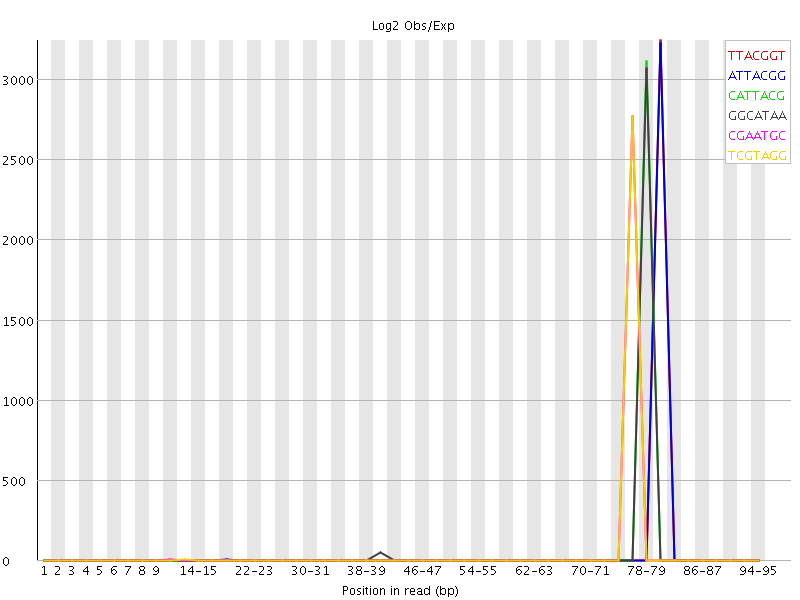 Log2 Obs/Exp
3000
2500
2000
1500
1000
500
0
TTACGGT
ATTACGG
CATTACG
GGCATAA
CGAATGC
TCGTAGG
1 2 3 4 5 6 7 8 9 14-15 22-23 30-31 38-39 46-47 54-55 62-63 70-71 78-79 86-87 94-95
Position in read (bp)